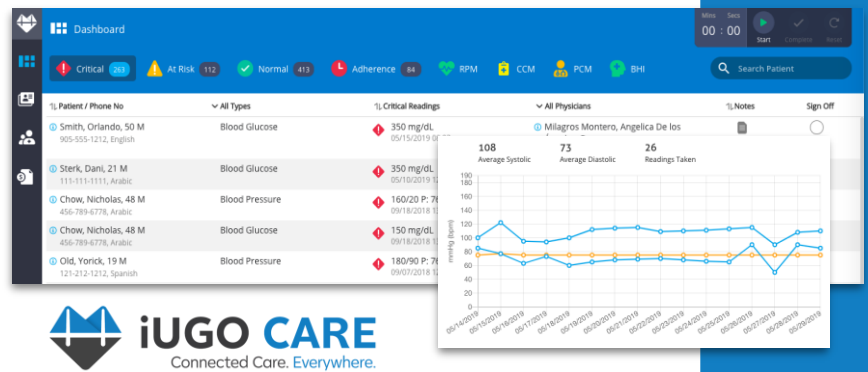 Dashboard
Mins Secs
00 : 00
Start Complete Reset
Critical 263 At Risk 112 Normal 413 Adherence 84 RPM CCM PCM BHI Search Patient
Patient / Phone No All Types Critical Readings All Physicians Notes Sign Off
Smith, Orlando, 50 M Blood Glucose 350 mg/dL Milagros Montero, Angelica De los
905-555-1212, English 05/15/2019
Sterk, Dani, 21 M Blood Glucose 350 mg/dL
111-111-1111, Arabic 05/10/2019
Chow, Nicholas, 48 M Blood Pressure 160/20 P: 76
456-789-6778, Arabic 09/18/2018
Chow, Nicholas, 48 M Blood Glucose 150 mg/dL
456-789-6778, Arabic 09/18/2018
Old, Yorick, 19 M Blood Pressure 180/90 P: 76
121-212-1212, Spanish 09/07/2018
108 73 26
Average Systolic Average Diastolic Readings Taken
mmHg (bpm)
190
180
160
140
120
100
80
60
40
20
0
05/14/2019 05/15/2019 05/16/2019 05/17/2019 05/18/2019 05/19/2019 05/20/2019 05/21/2019 05/22/2019 05/23/2019 05/24/2019 05/25/2019 05/26/2019 05/27/2019 05/28/2019 05/29/2019
iUGO CARE
Connected Care. Everywhere.